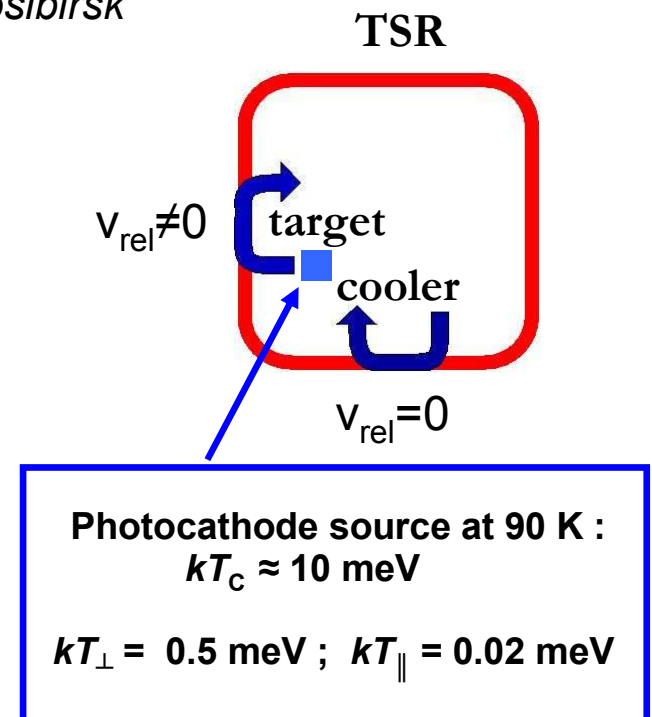 TSR
v_rel≠0
target
cooler
v_rel=0
Photocathode source at 90 K :
kT_C ≈ 10 meV
kT_⊥ = 0.5 meV ; kT_∥ = 0.02 meV